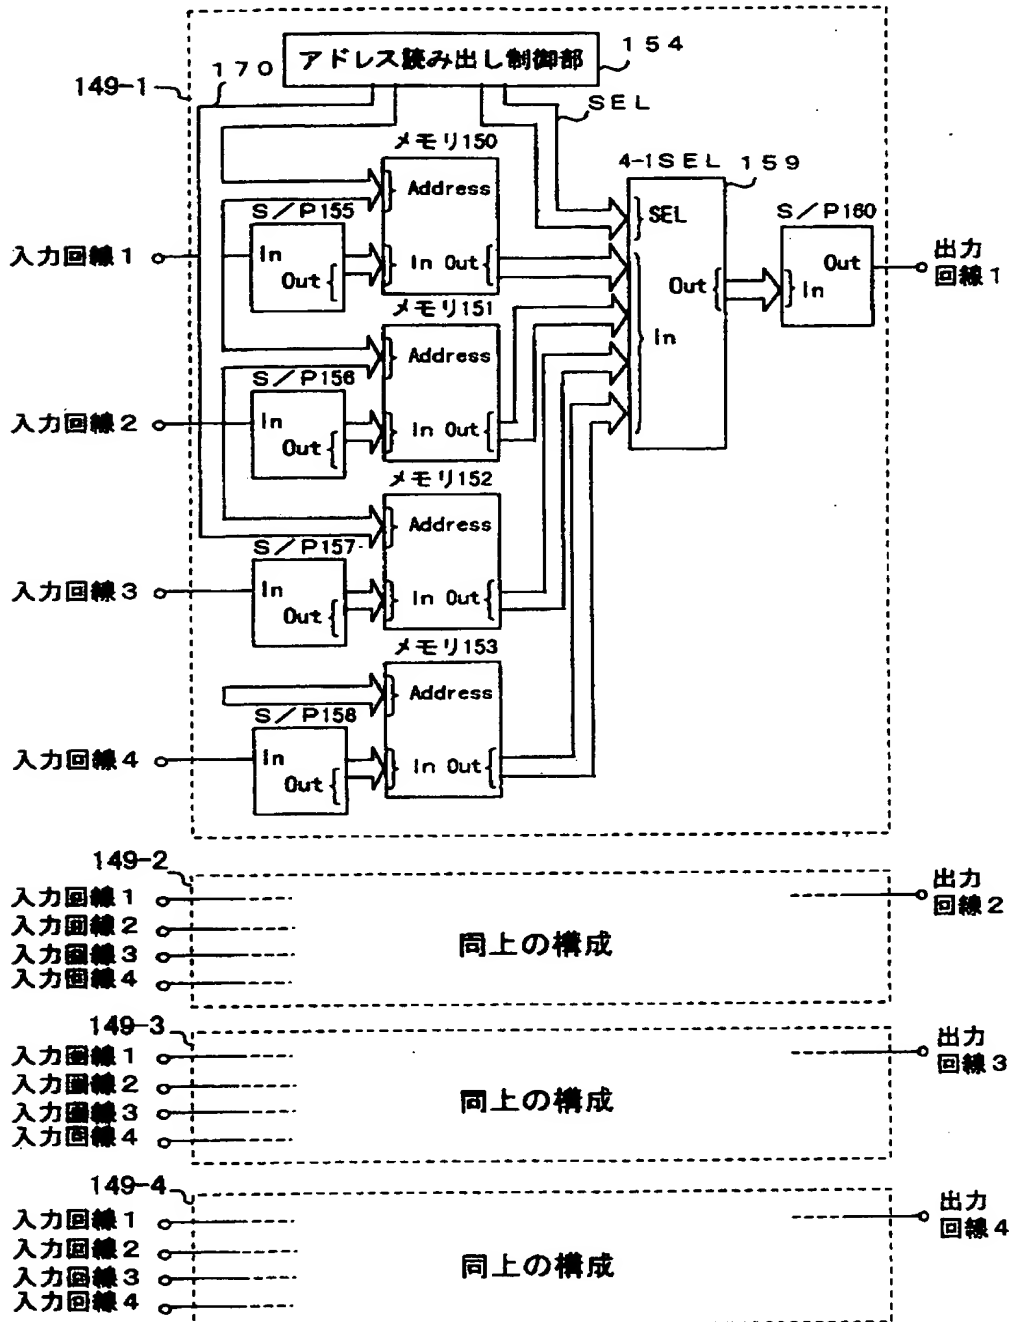 アドレス読み出し制御部
154
149-1
170
SEL
メモリ150
4-1SEL 159
Address
SEL
S/P155
S/P160
入力回線1
In
Out
In Out
Out
In
In
Out
出力
回線1
メモリ151
Address
S/P156
入力回線2
In
Out
In Out
メモリ152
Address
S/P157
入力回線3
In
Out
In Out
メモリ153
Address
S/P158
入力回線4
In
Out
In Out
149-2
入力回線1
入力回線2
入力回線3
入力回線4
同上の構成
出力
回線2
149-3
入力回線1
入力回線2
入力回線3
入力回線4
同上の構成
出力
回線3
149-4
入力回線1
入力回線2
入力回線3
入力回線4
同上の構成
出力
回線4